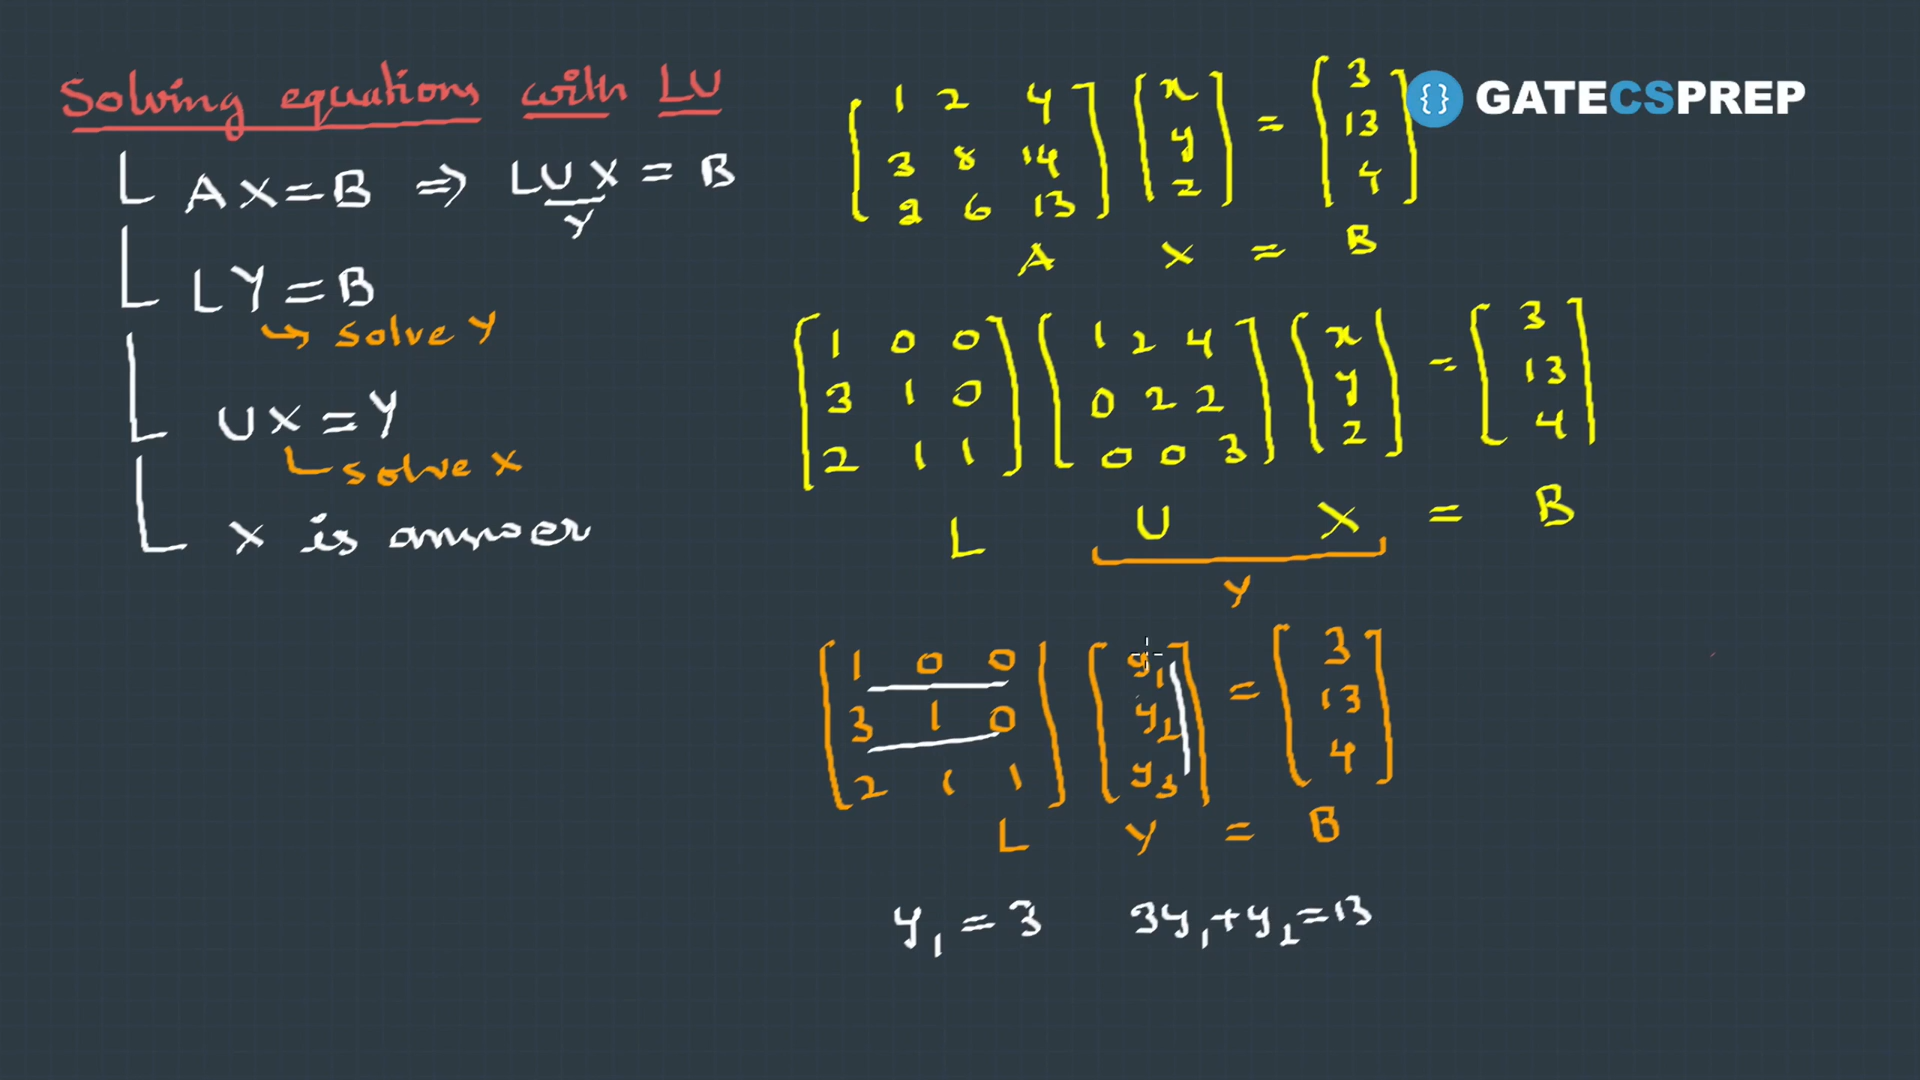 Solving equations with LU
AX=B ⇒ LUX = B
Y
LY=B
↪ solve Y
UX=Y
solve X
X is answer
GATECSPREP
1 2 4 x 3
3 8 14 y = 13
2 6 13 z 4
A X = B
1 0 0 1 2 4 x 3
3 1 0 0 2 2 y = 13
2 1 1 0 0 3 z 4
L U X = B
Y
1 0 0 y₁ 3
3 1 0 y₂ = 13
2 1 1 y₃ 4
L Y = B
y₁ = 3 3y₁+y₂=13